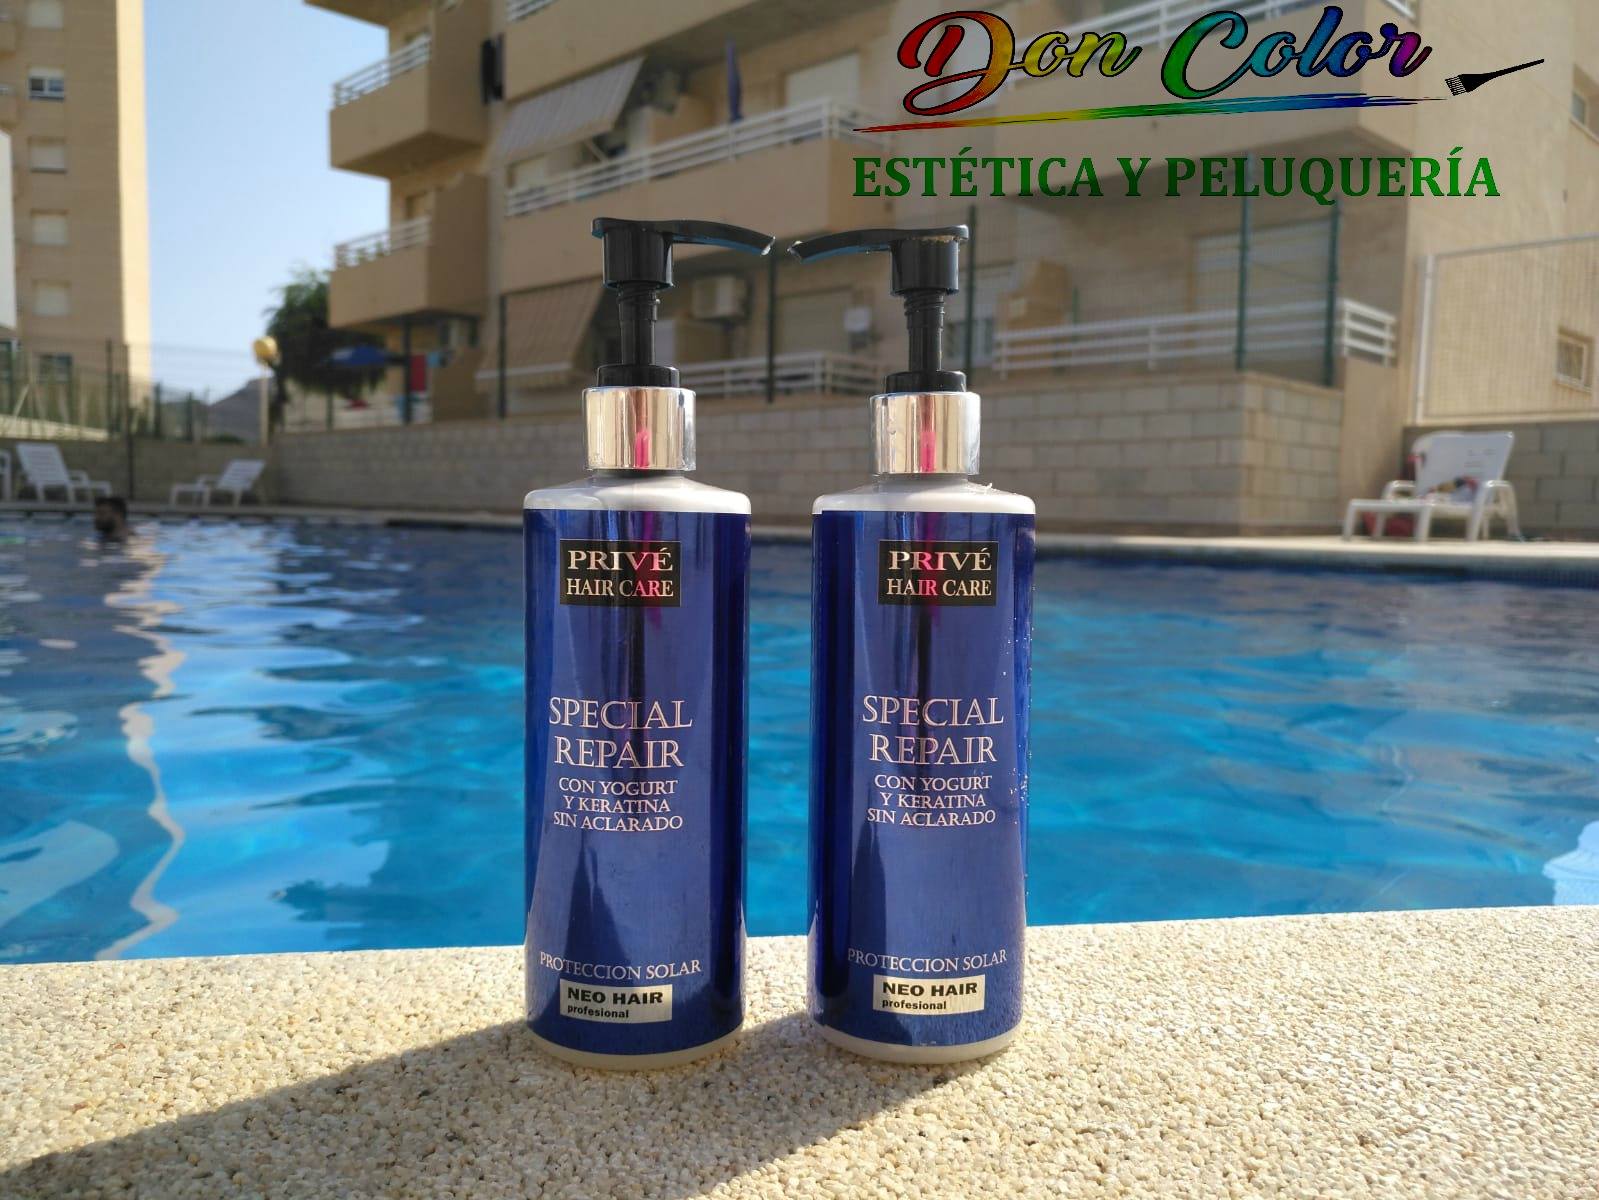 Don Color
ESTÉTICA Y PELUQUERÍA
PRIVÉ
HAIR CARE
SPECIAL
REPAIR
CON YOGURT
Y KERATINA
SIN ACLARADO
PROTECCION SOLAR
NEO HAIR
profesional
PRIVÉ
HAIR CARE
SPECIAL
REPAIR
CON YOGURT
Y KERATINA
SIN ACLARADO
PROTECCION SOLAR
NEO HAIR
profesional